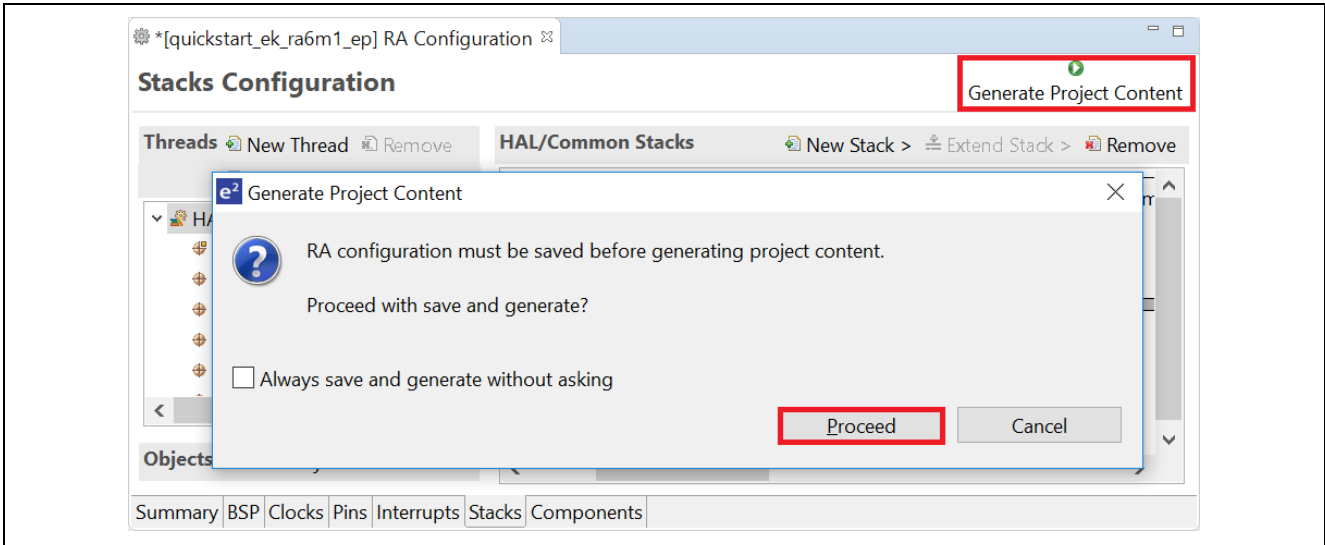 *[quickstart_ek_ra6m1_ep] RA Configuration
Stacks Configuration
Generate Project Content
Threads New Thread Remove
HAL/Common Stacks New Stack > Extend Stack > Remove
e² Generate Project Content
RA configuration must be saved before generating project content.
Proceed with save and generate?
Always save and generate without asking
Proceed Cancel
Objects
Summary BSP Clocks Pins Interrupts Stacks Components